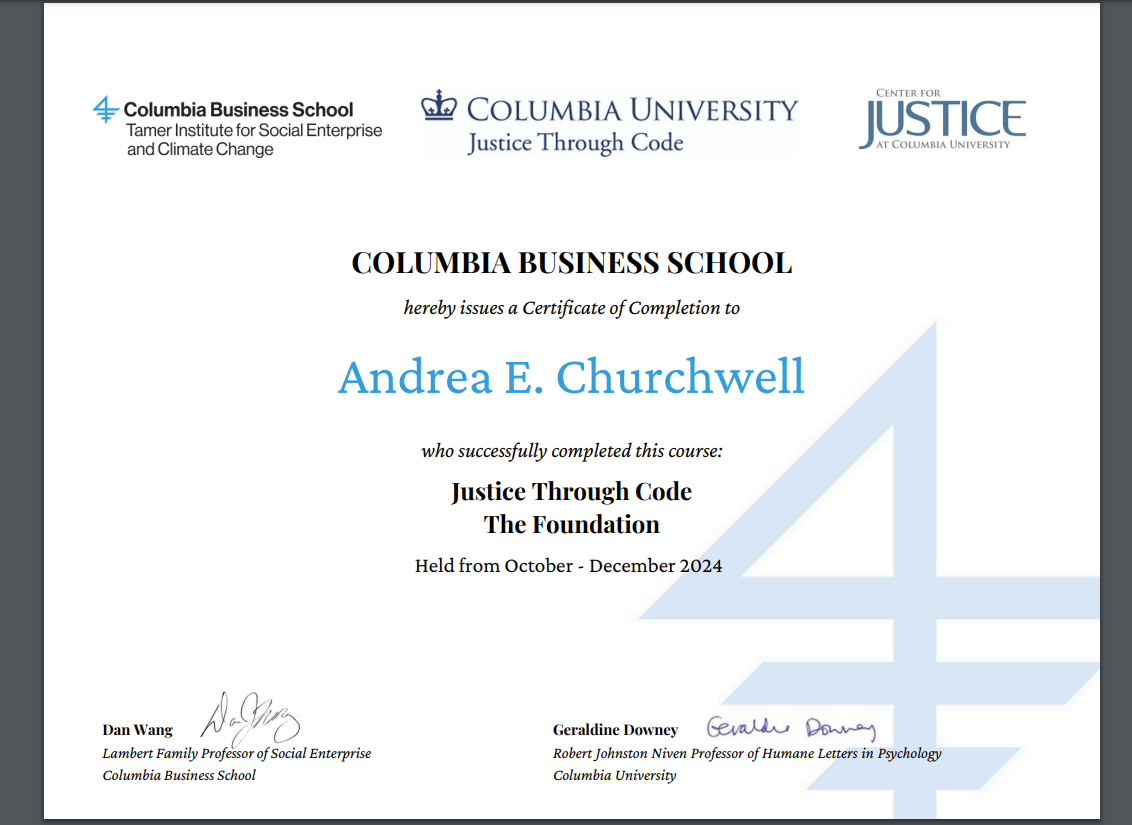 Columbia Business School
Tamer Institute for Social Enterprise
and Climate Change
COLUMBIA UNIVERSITY
Justice Through Code
CENTER FOR
JUSTICE
AT COLUMBIA UNIVERSITY
COLUMBIA BUSINESS SCHOOL
hereby issues a Certificate of Completion to
Andrea E. Churchwell
who successfully completed this course:
Justice Through Code
The Foundation
Held from October - December 2024
Dan Wang
Lambert Family Professor of Social Enterprise
Columbia Business School
Geraldine Downey Geraldine Downey
Robert Johnston Niven Professor of Humane Letters in Psychology
Columbia University